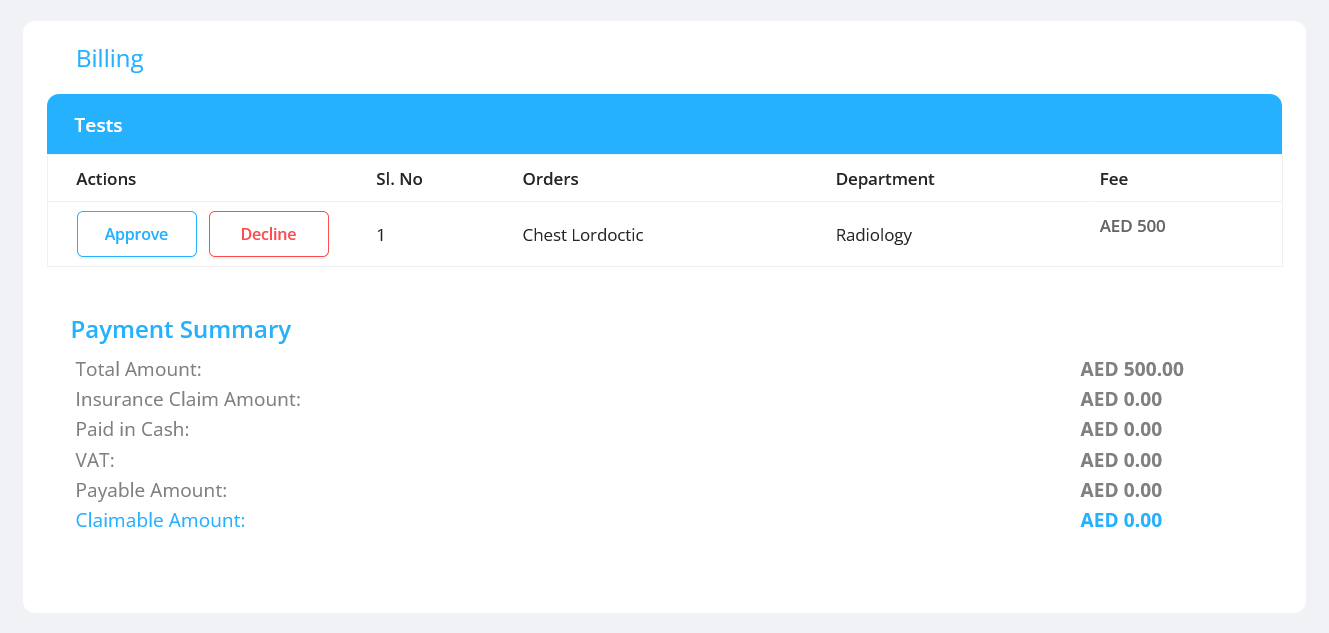 Billing
Tests
Actions Sl. No Orders Department Fee
Approve Decline 1 Chest Lordoctic Radiology AED 500
Payment Summary
Total Amount: AED 500.00
Insurance Claim Amount: AED 0.00
Paid in Cash: AED 0.00
VAT: AED 0.00
Payable Amount: AED 0.00
Claimable Amount: AED 0.00